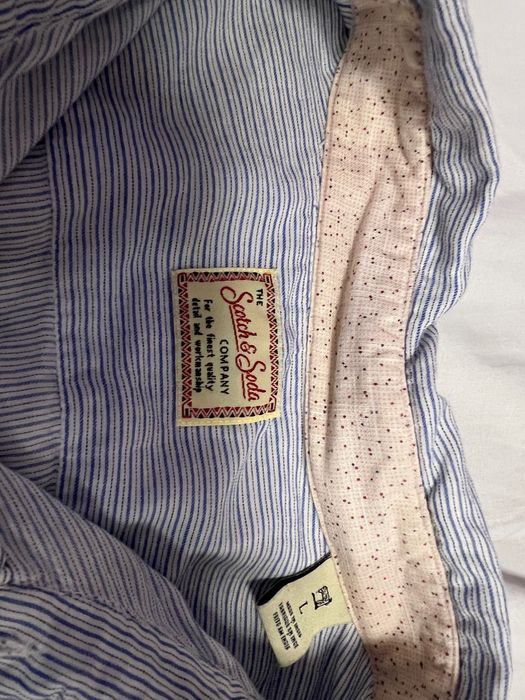 THE
Scotch & Soda
COMPANY
For the finest quality
detail and workmanship
L